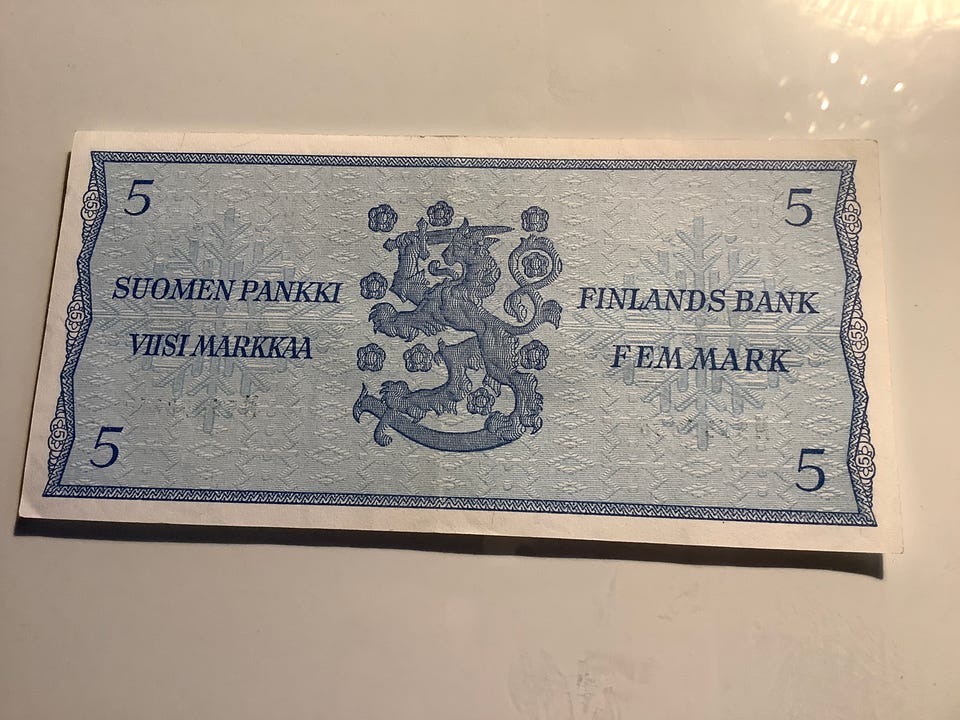 5
5
SUOMEN PANKKI
VIISI MARKKAA
FINLANDS BANK
FEM MARK
5
5